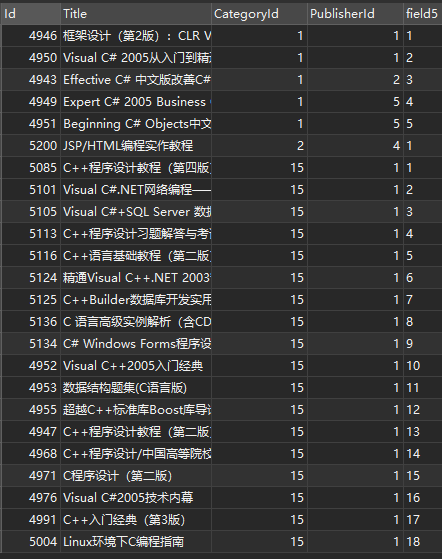 Id Title CategoryId PublisherId field5
4946 框架设计（第2版）：CLR V 1 1 1
4950 Visual C# 2005从入门到精 1 1 2
4943 Effective C# 中文版改善C# 1 2 3
4949 Expert C# 2005 Business 1 5 4
4951 Beginning C# Objects中文 1 5 5
5200 JSP/HTML编程实作教程 2 4 1
5085 C++程序设计教程（第四版 15 1 1
5101 Visual C#.NET网络编程—— 15 1 2
5105 Visual C#+SQL Server 数据 15 1 3
5113 C++程序设计习题解答与考 15 1 4
5116 C++语言基础教程（第二版 15 1 5
5124 精通Visual C++.NET 2003 15 1 6
5125 C++Builder数据库开发实用 15 1 7
5136 C 语言高级实例解析（含CD 15 1 8
5134 C# Windows Forms程序设 15 1 9
4952 Visual C++2005入门经典 15 1 10
4953 数据结构题集(C语言版) 15 1 11
4955 超越C++标准库Boost库导 15 1 12
4947 C++程序设计教程（第二版 15 1 13
4968 C++程序设计/中国高等院校 15 1 14
4971 C程序设计（第二版） 15 1 15
4976 Visual C#2005技术内幕 15 1 16
4991 C++入门经典（第3版） 15 1 17
5004 Linux环境下C编程指南 15 1 18